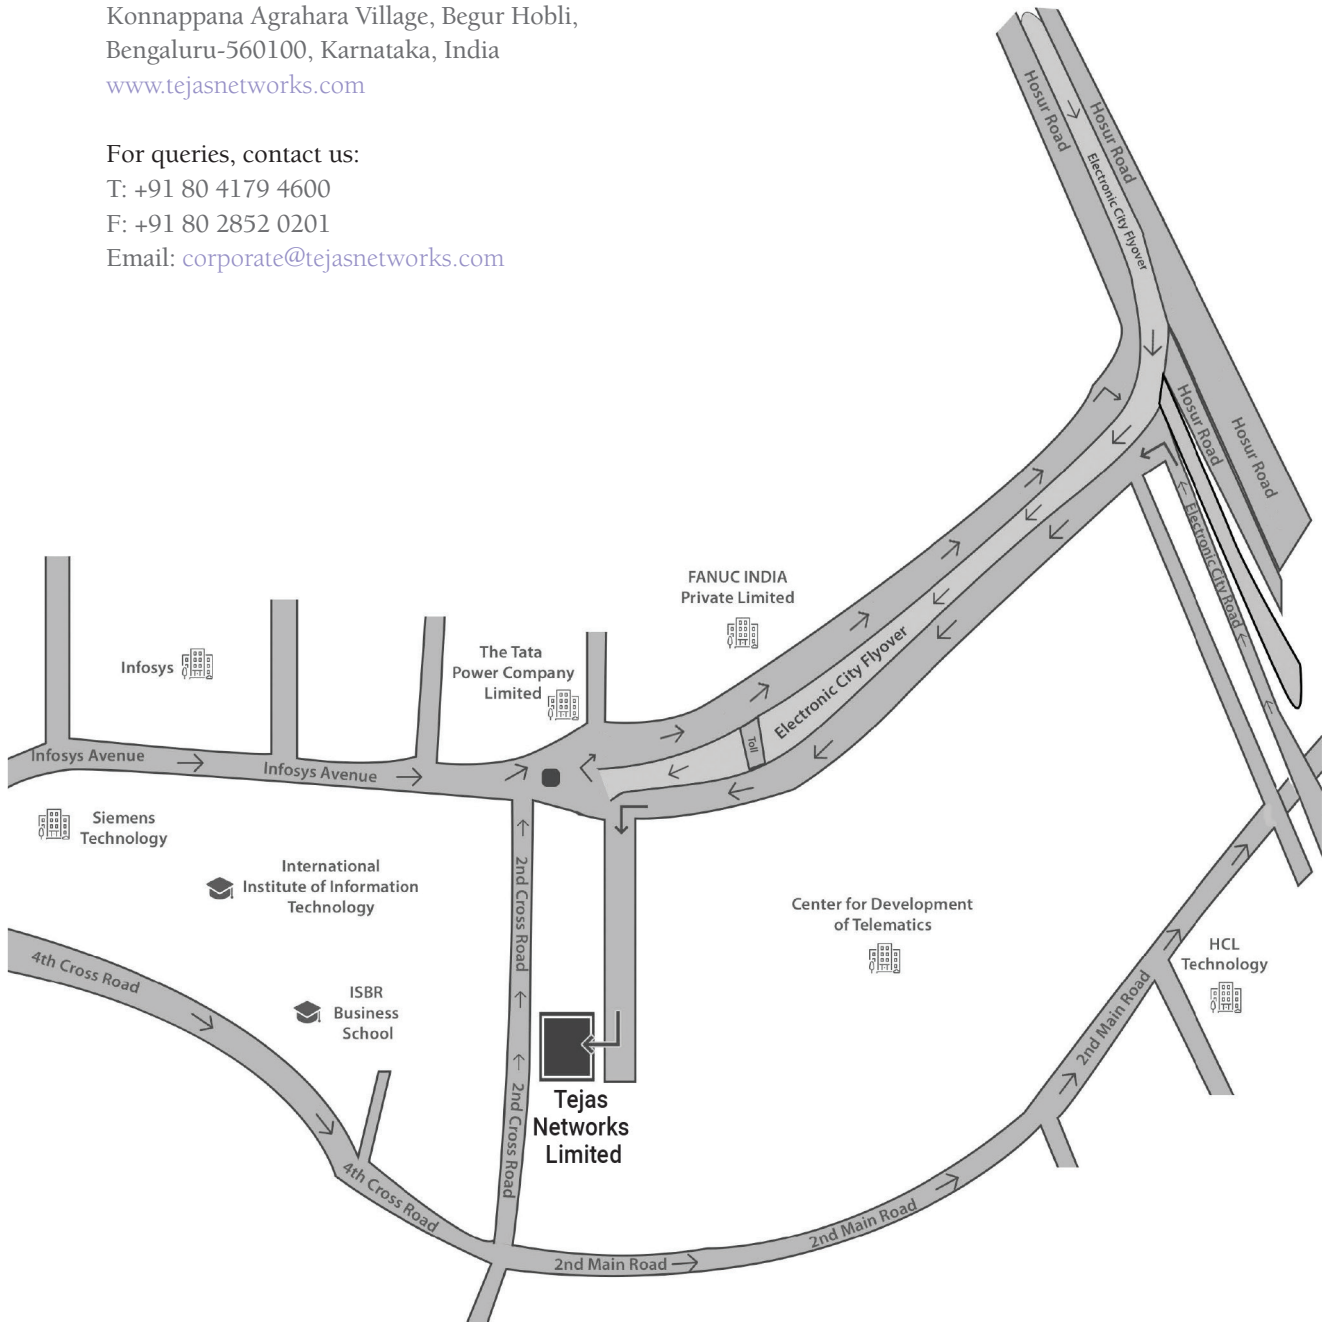 Konnappana Agrahara Village, Begur Hobli,
Bengaluru-560100, Karnataka, India
www.tejasnetworks.com
For queries, contact us:
T: +91 80 4179 4600
F: +91 80 2852 0201
Email: corporate@tejasnetworks.com
Hosur Road
Hosur Road
Electronic City Flyover
Hosur Road
Hosur Road
Electronic City Road
FANUC INDIA
Private Limited
The Tata
Power Company
Limited
Infosys
Electronic City Flyover
Toll
Infosys Avenue
Infosys Avenue
Siemens
Technology
International
Institute of Information
Technology
2nd Cross Road
Center for Development
of Telematics
HCL
Technology
4th Cross Road
ISBR
Business
School
2nd Main Road
Tejas
Networks
Limited
2nd Cross Road
4th Cross Road
2nd Main Road
2nd Main Road